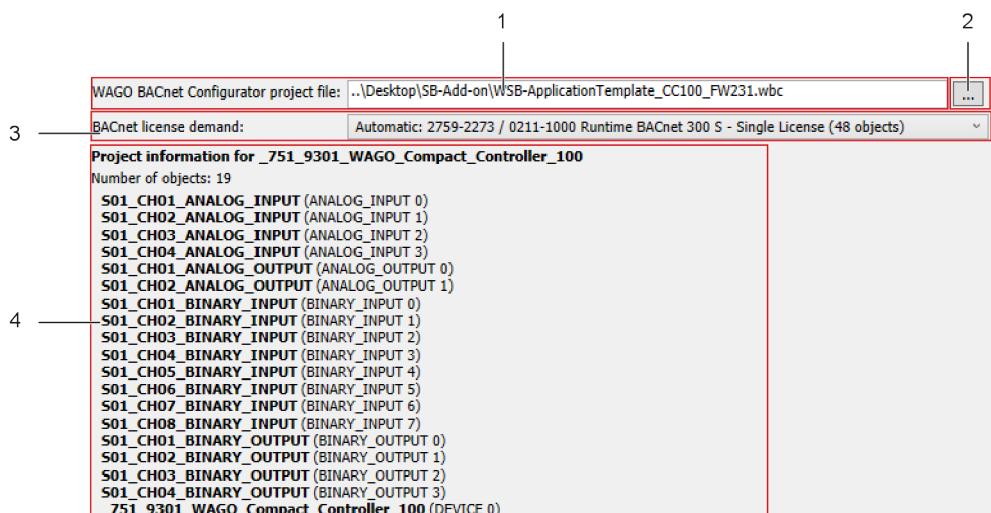 1
2
WAGO BACnet Configurator project file: ..\Desktop\SB-Add-on\WSB-ApplicationTemplate_CC100_FW231.wbc ...
3
BACnet license demand: Automatic: 2759-2273 / 0211-1000 Runtime BACnet 300 S - Single License (48 objects)
Project information for _751_9301_WAGO_Compact_Controller_100
Number of objects: 19
S01_CH01_ANALOG_INPUT (ANALOG_INPUT 0)
S01_CH02_ANALOG_INPUT (ANALOG_INPUT 1)
S01_CH03_ANALOG_INPUT (ANALOG_INPUT 2)
S01_CH04_ANALOG_INPUT (ANALOG_INPUT 3)
S01_CH01_ANALOG_OUTPUT (ANALOG_OUTPUT 0)
S01_CH02_ANALOG_OUTPUT (ANALOG_OUTPUT 1)
S01_CH01_BINARY_INPUT (BINARY_INPUT 0)
4
S01_CH02_BINARY_INPUT (BINARY_INPUT 1)
S01_CH03_BINARY_INPUT (BINARY_INPUT 2)
S01_CH04_BINARY_INPUT (BINARY_INPUT 3)
S01_CH05_BINARY_INPUT (BINARY_INPUT 4)
S01_CH06_BINARY_INPUT (BINARY_INPUT 5)
S01_CH07_BINARY_INPUT (BINARY_INPUT 6)
S01_CH08_BINARY_INPUT (BINARY_INPUT 7)
S01_CH01_BINARY_OUTPUT (BINARY_OUTPUT 0)
S01_CH02_BINARY_OUTPUT (BINARY_OUTPUT 1)
S01_CH03_BINARY_OUTPUT (BINARY_OUTPUT 2)
S01_CH04_BINARY_OUTPUT (BINARY_OUTPUT 3)
_751_9301_WAGO_Compact_Controller_100 (DEVICE 0)